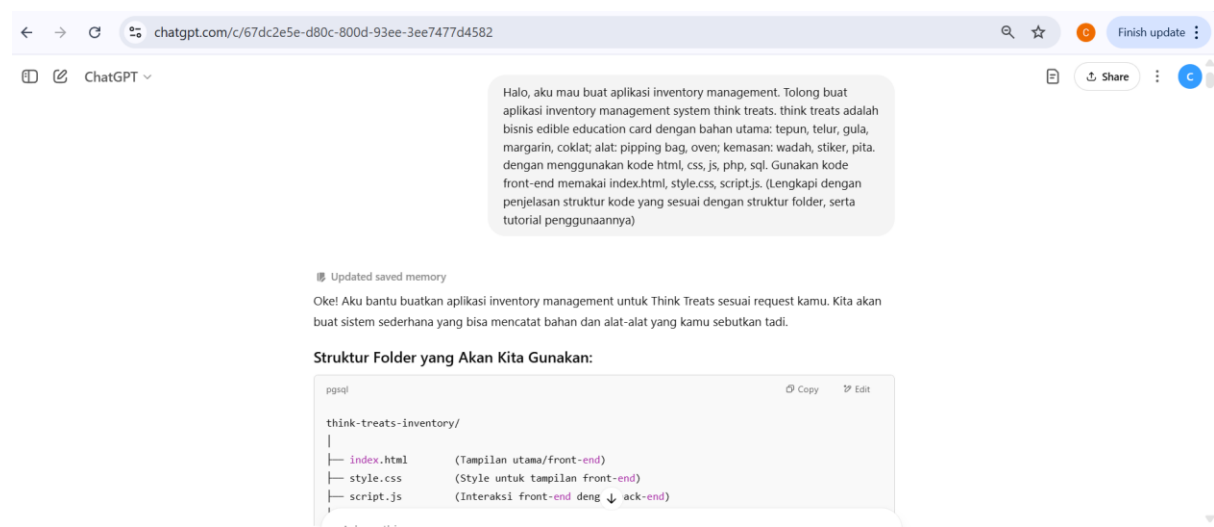 chatgpt.com/c/67dc2e5e-d80c-800d-93ee-3ee7477d4582
C
Finish update
ChatGPT
Share
C
Halo, aku mau buat aplikasi inventory management. Tolong buat
aplikasi inventory management system think treats. think treats adalah
bisnis edible education card dengan bahan utama: tepun, telur, gula,
margarin, coklat; alat: pipping bag, oven; kemasan: wadah, stiker, pita.
dengan menggunakan kode html, css, js, php, sql. Gunakan kode
front-end memakai index.html, style.css, script.js. (Lengkapi dengan
penjelasan struktur kode yang sesuai dengan struktur folder, serta
tutorial penggunaannya)
Updated saved memory
Oke! Aku bantu buatkan aplikasi inventory management untuk Think Treats sesuai request kamu. Kita akan
buat sistem sederhana yang bisa mencatat bahan dan alat-alat yang kamu sebutkan tadi.
Struktur Folder yang Akan Kita Gunakan:
pgsql
Copy
Edit
think-treats-inventory/
│
├── index.html (Tampilan utama/front-end)
├── style.css (Style untuk tampilan front-end)
├── script.js (Interaksi front-end deng ack-end)